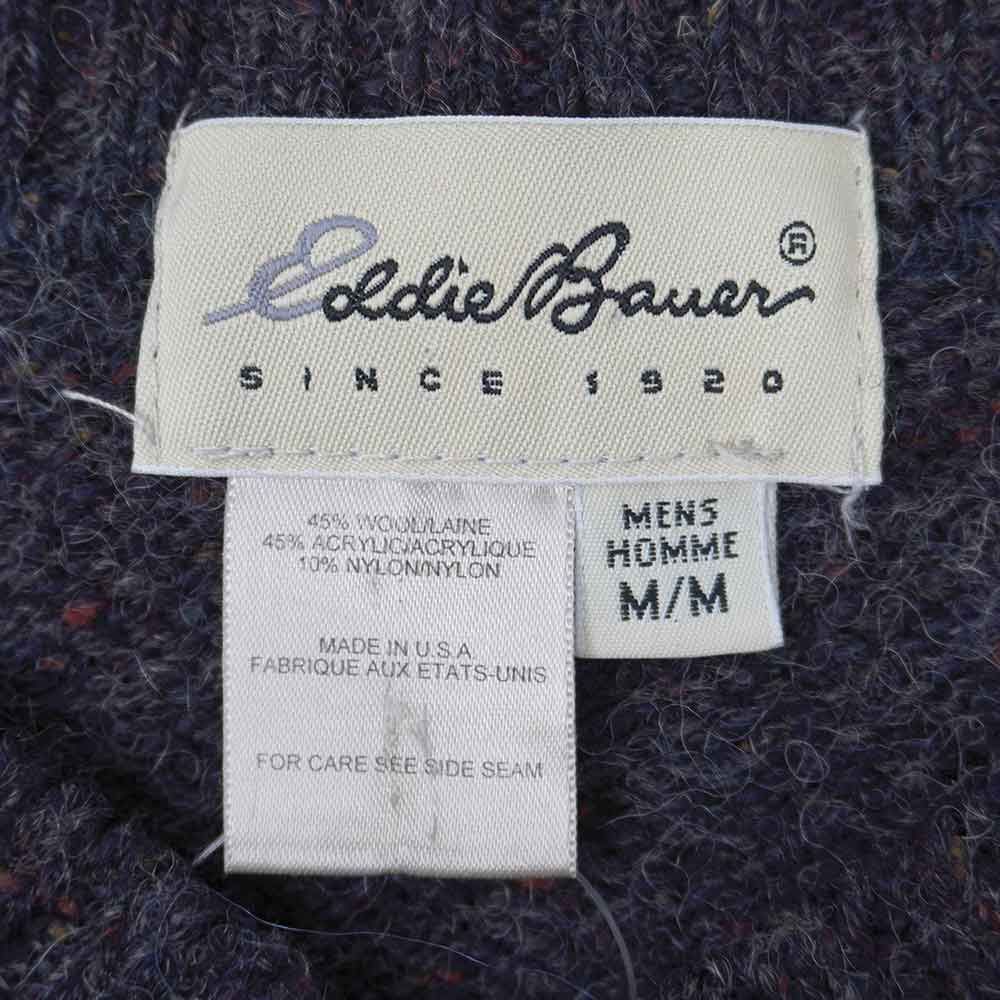 Eddie Bauer®
SINCE 1920
45% WOOL/LAINE
45% ACRYLIC/ACRYLIQUE
10% NYLON/NYLON
MADE IN U.S.A
FABRIQUE AUX ETATS-UNIS
FOR CARE SEE SIDE SEAM
MENS
HOMME
M/M